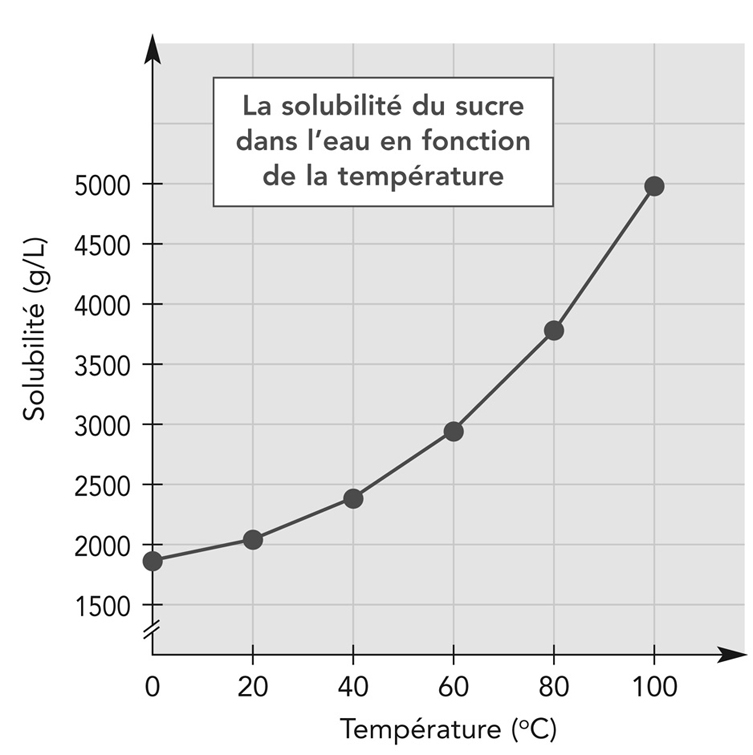 La solubilité du sucre
dans l'eau en fonction
de la température
Solubilité (g/L)
5000
4500
4000
3500
3000
2500
2000
1500
0 20 40 60 80 100
Température (°C)